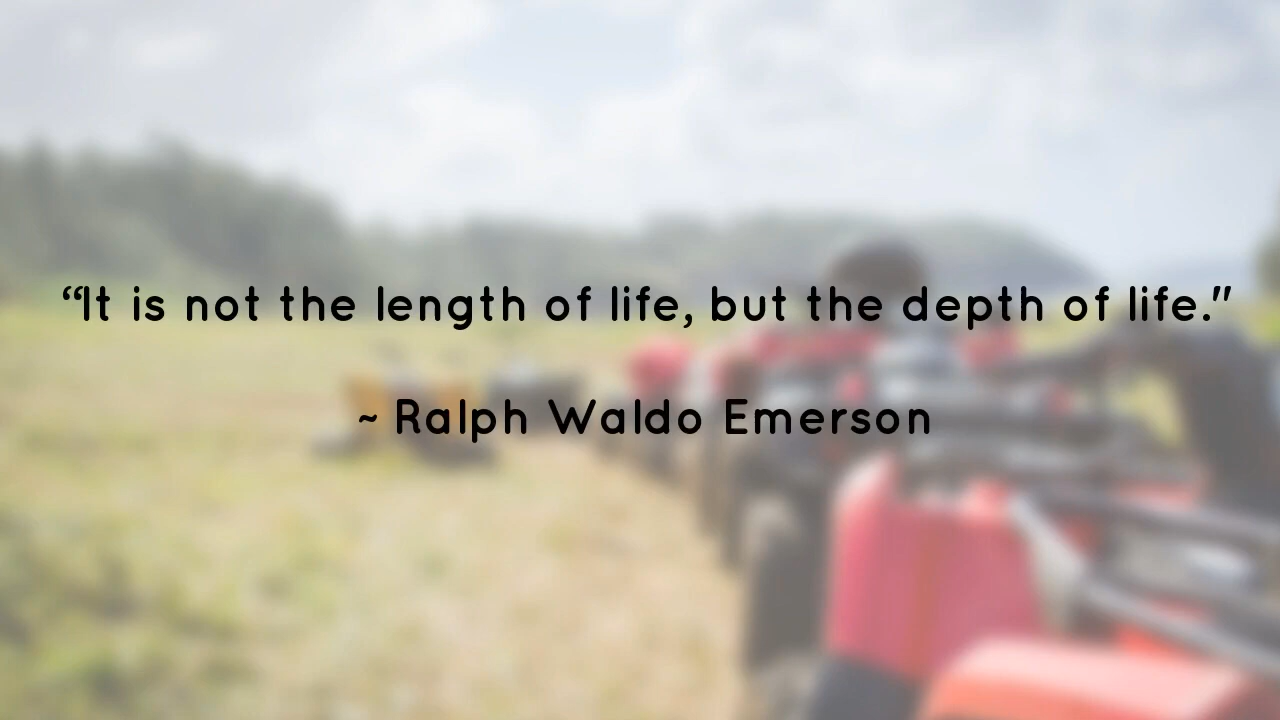 “It is not the length of life, but the depth of life."
~ Ralph Waldo Emerson